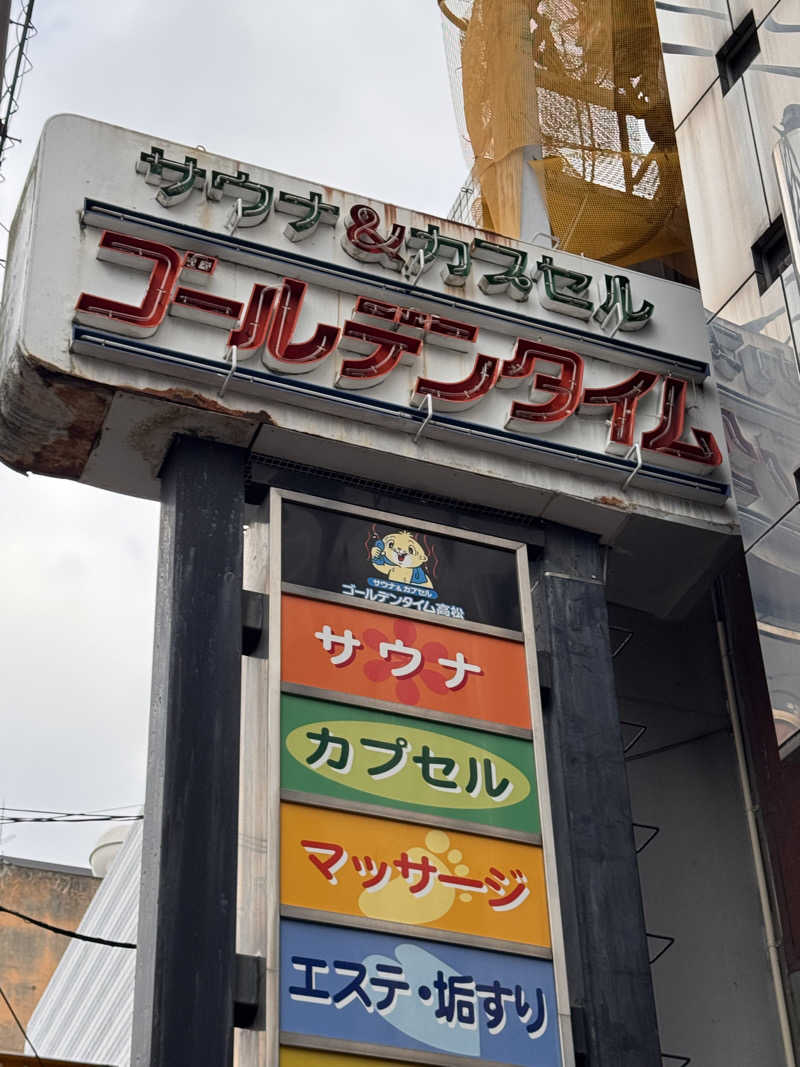 サウナ&カプセル
ゴールデンタイム
サウナ&カプセル
ゴールデンタイム高松
サウナ
カプセル
マッサージ
エステ・垢すり